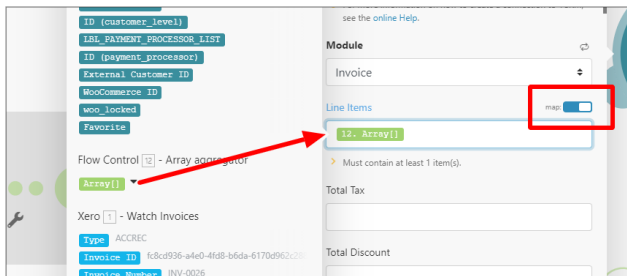 ID (customer_level)
LBL_PAYMENT_PROCESSOR_LIST
ID (payment_processor)
External Customer ID
WooCommerce ID
woo_locked
Favorite
Flow Control 12 - Array aggregator
Array[]
Xero 1 - Watch Invoices
Type ACCREC
Invoice ID fc8cd936-a4e0-4fd8-b6da-6170d962c
Invoice Number INV-0026
see the online Help.
Module
Invoice
Line Items
map:
12. Array[]
Must contain at least 1 item(s).
Total Tax
Total Discount